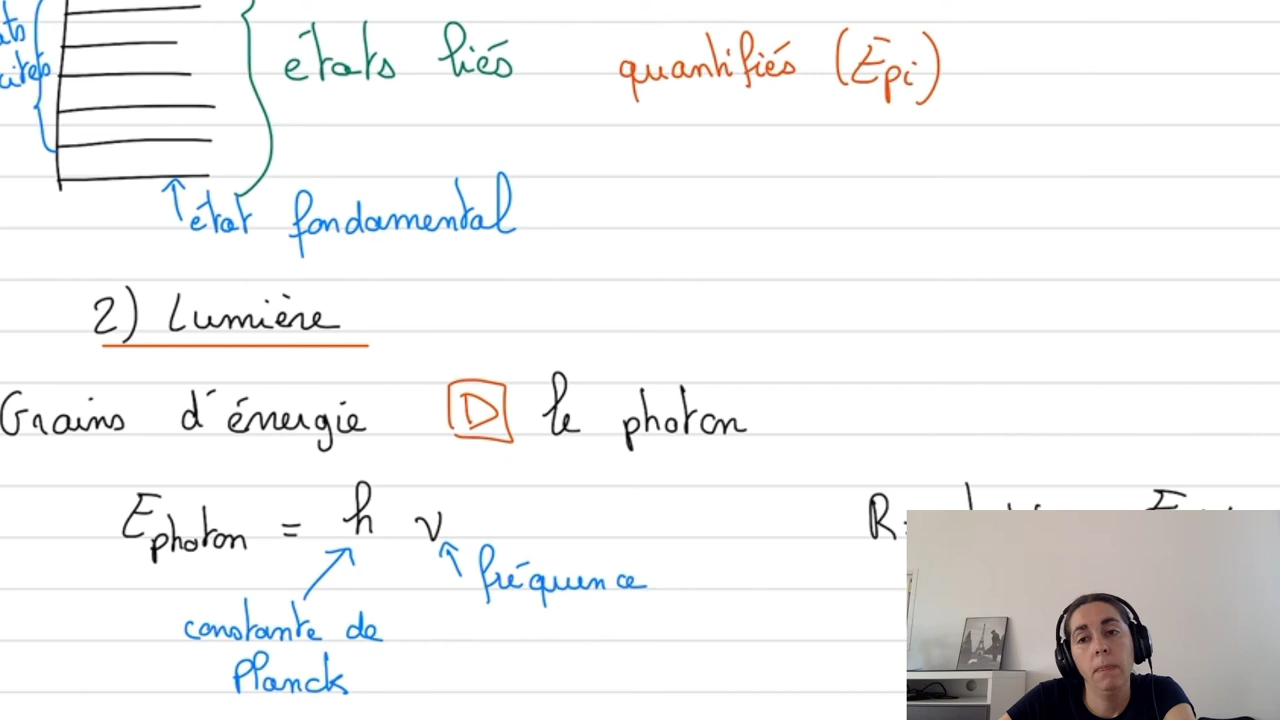 états liés quantifiés (Epi)
état fondamental
2) Lumière
Grains d'énergie D le photon
Ephoton = h ν
fréquence
constante de
Planck